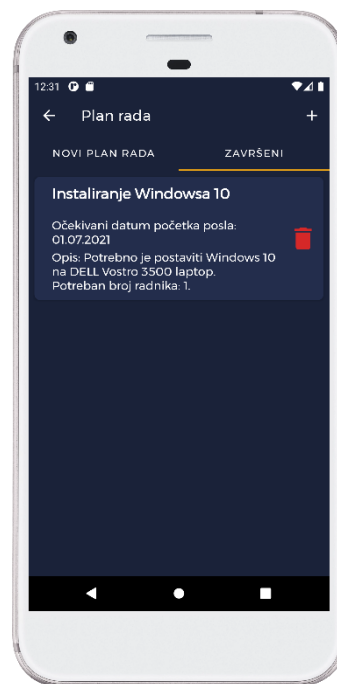 12:31
Plan rada
NOVI PLAN RADA
ZAVRŠENI
Instaliranje Windowsa 10
Očekivani datum početka posla:
01.07.2021
Opis: Potrebno je postaviti Windows 10
na DELL Vostro 3500 laptop.
Potreban broj radnika: 1.